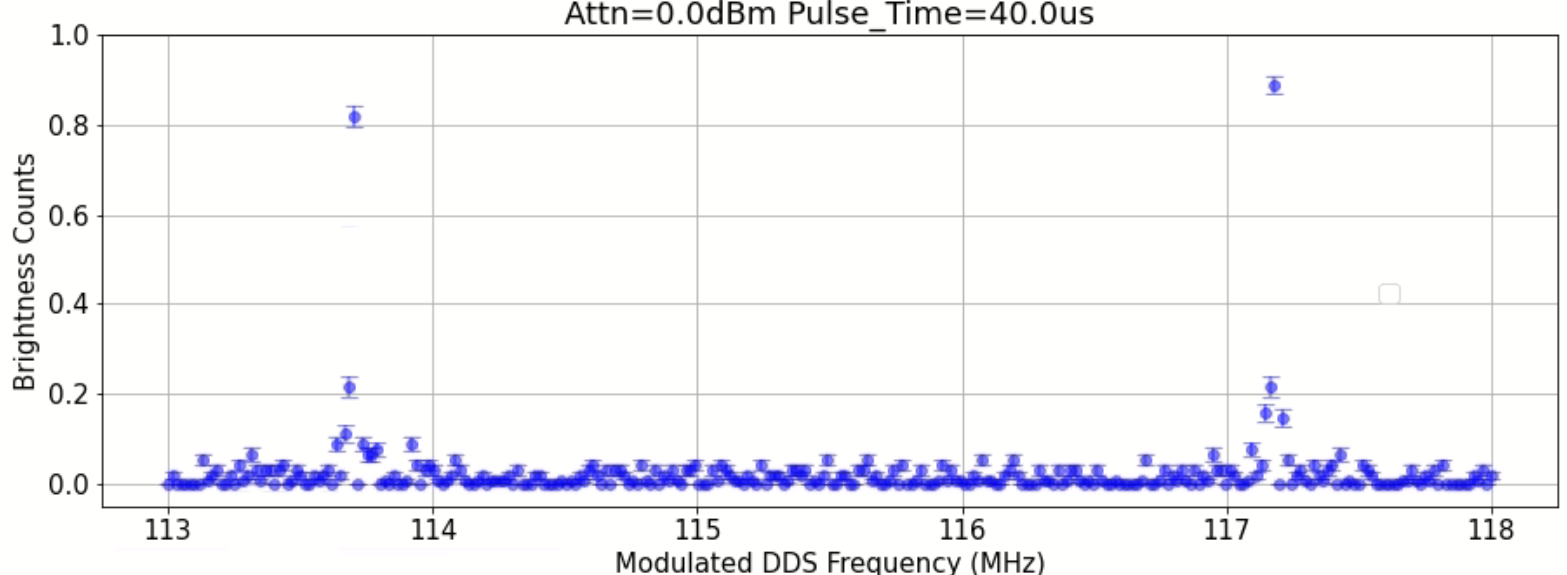 Attn=0.0dBm Pulse_Time=40.0us
1.0
0.8
0.6
0.4
0.2
0.0
Brightness Counts
113 114 115 116 117 118
Modulated DDS Frequency (MHz)